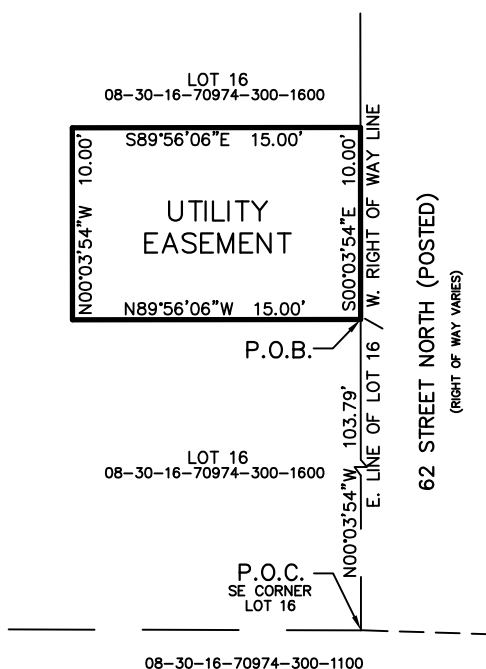 LOT 16
08-30-16-70974-300-1600
S89°56'06"E 15.00'
N00°03'54"W 10.00'
UTILITY
EASEMENT
S00°03'54"E 10.00'
W. RIGHT OF WAY LINE
N89°56'06"W 15.00'
P.O.B.
62 STREET NORTH (POSTED)
(RIGHT OF WAY VARIES)
LOT 16
08-30-16-70974-300-1600
N00°03'54"W 103.79'
E. LINE OF LOT 16
P.O.C.
SE CORNER
LOT 16
08-30-16-70974-300-1100